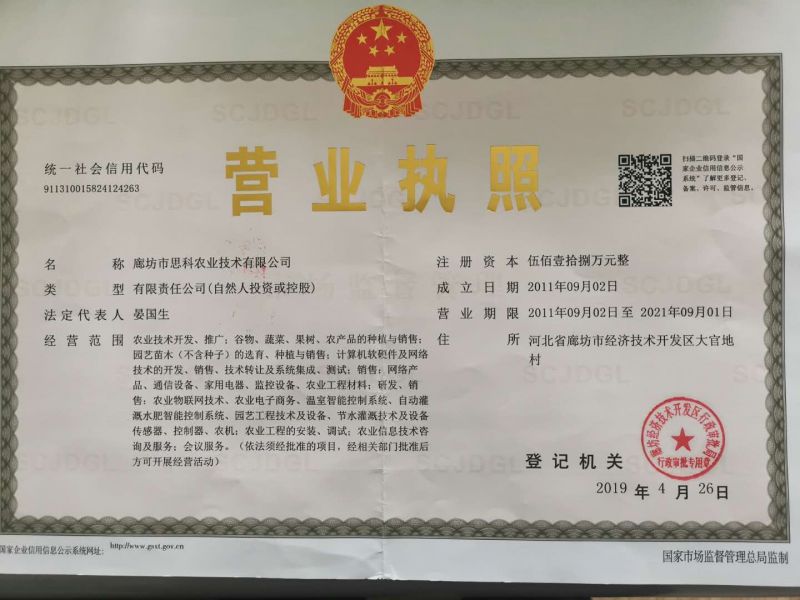 营业执照
统一社会信用代码
911310015824124263
扫描二维码登录“国
家企业信用信息公示
系统”了解更多登记、
备案、许可、监管信息。
名称 廊坊市思科农业技术有限公司
类型 有限责任公司(自然人投资或控股)
法定代表人 晏国生
经营范围 农业技术开发、推广；谷物、蔬菜、果树、农产品的种植与销售；
园艺苗木（不含种子）的选育、种植与销售；计算机软硬件及网络
技术的开发、销售、技术转让及系统集成、测试；销售：网络产
品、通信设备、家用电器、监控设备、农业工程材料；研发、销
售：农业物联网技术、农业电子商务、温室智能控制系统、自动灌
溉水肥智能控制系统、园艺工程技术及设备、节水灌溉技术及设备
传感器、控制器、农机；农业工程的安装、调试；农业信息技术咨
询及服务；会议服务。（依法须经批准的项目，经相关部门批准后
方可开展经营活动）
注册资本 伍佰壹拾捌万元整
成立日期 2011年09月02日
营业期限 2011年09月02日 至 2021年09月01日
住所 河北省廊坊市经济技术开发区大官地
村
登记机关
廊坊经济技术开发区行政审批局
行政审批专用章
2019 年 4 月 26 日
国家企业信用信息公示系统网址：
http://www.gsxt.gov.cn
国家市场监督管理总局监制